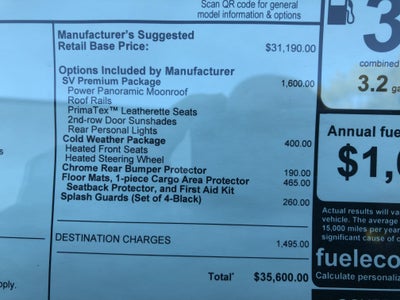 Scan QR code for general
model information & options
Manufacturer's Suggested
Retail Base Price: $31,190.00
Options Included by Manufacturer
SV Premium Package 1,600.00
Power Panoramic Moonroof
Roof Rails
PrimaTex™ Leatherette Seats
2nd-row Door Sunshades
Rear Personal Lights
Cold Weather Package 400.00
Heated Front Seats
Heated Steering Wheel
Chrome Rear Bumper Protector 190.00
Floor Mats, 1-piece Cargo Area Protector 465.00
Seatback Protector, and First Aid Kit
Splash Guards (Set of 4-Black) 260.00
DESTINATION CHARGES 1,495.00
Total* $35,600.00
pply.
3
combined
3.2 ga
Annual fue
$1,
Actual results will va
vehicle. The average
15,000 miles per year
significant cause of c
fueleco
Calculate personaliz